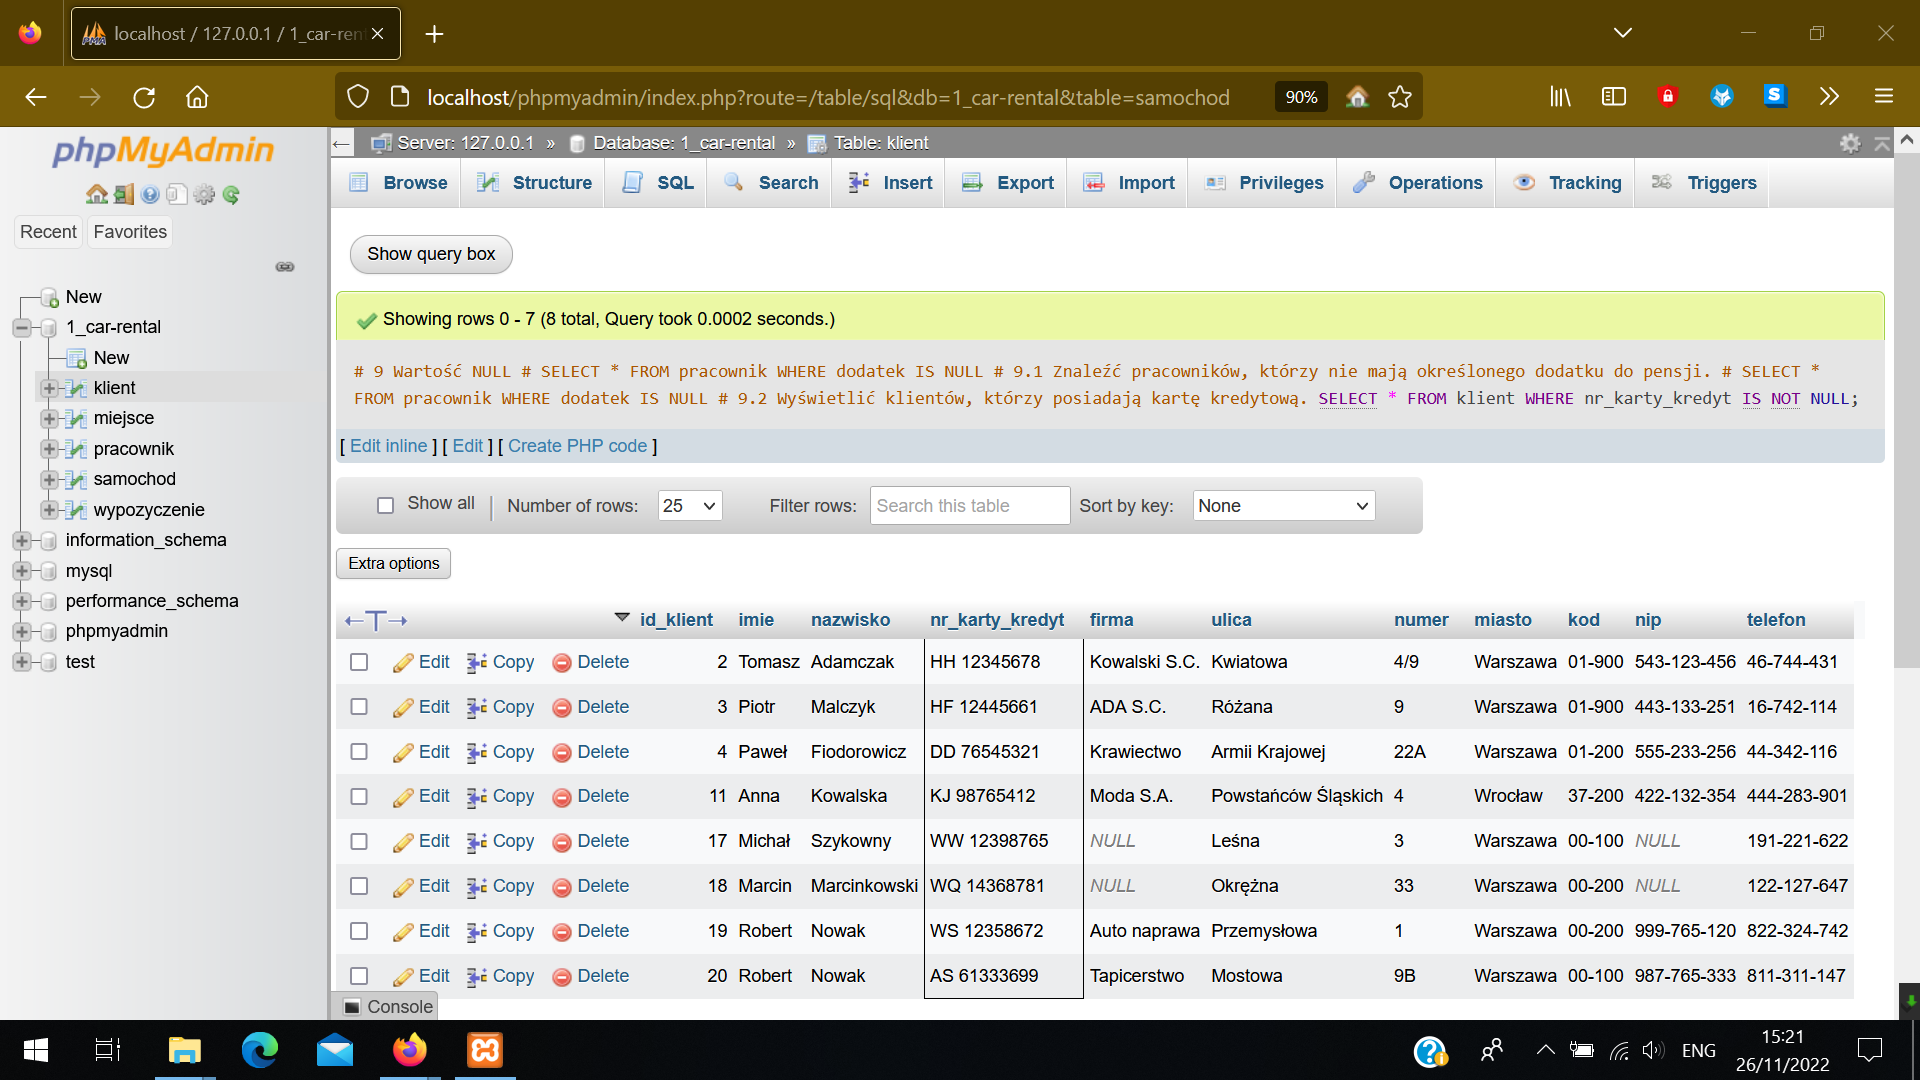 localhost / 127.0.0.1 / 1_car-ren
localhost/phpmyadmin/index.php?route=/table/sql&db=1_car-rental&table=samochod
90%
phpMyAdmin
Recent Favorites
New
1_car-rental
New
klient
miejsce
pracownik
samochod
wypozyczenie
information_schema
mysql
performance_schema
phpmyadmin
test
Server: 127.0.0.1 » Database: 1_car-rental » Table: klient
Browse Structure SQL Search Insert Export Import Privileges Operations Tracking Triggers
Show query box
Showing rows 0 - 7 (8 total, Query took 0.0002 seconds.)
# 9 Wartość NULL # SELECT * FROM pracownik WHERE dodatek IS NULL # 9.1 Znaleźć pracowników, którzy nie mają określonego dodatku do pensji. # SELECT *
FROM pracownik WHERE dodatek IS NULL # 9.2 Wyświetlić klientów, którzy posiadają kartę kredytową. SELECT * FROM klient WHERE nr_karty_kredyt IS NOT NULL;
[ Edit inline ] [ Edit ] [ Create PHP code ]
Show all | Number of rows: 25 Filter rows: Search this table Sort by key: None
Extra options
id_klient imie nazwisko nr_karty_kredyt firma ulica numer miasto kod nip telefon
Edit Copy Delete 2 Tomasz Adamczak HH 12345678 Kowalski S.C. Kwiatowa 4/9 Warszawa 01-900 543-123-456 46-744-431
Edit Copy Delete 3 Piotr Malczyk HF 12445661 ADA S.C. Różana 9 Warszawa 01-900 443-133-251 16-742-114
Edit Copy Delete 4 Paweł Fiodorowicz DD 76545321 Krawiectwo Armii Krajowej 22A Warszawa 01-200 555-233-256 44-342-116
Edit Copy Delete 11 Anna Kowalska KJ 98765412 Moda S.A. Powstańców Śląskich 4 Wrocław 37-200 422-132-354 444-283-901
Edit Copy Delete 17 Michał Szykowny WW 12398765 NULL Leśna 3 Warszawa 00-100 NULL 191-221-622
Edit Copy Delete 18 Marcin Marcinkowski WQ 14368781 NULL Okrężna 33 Warszawa 00-200 NULL 122-127-647
Edit Copy Delete 19 Robert Nowak WS 12358672 Auto naprawa Przemysłowa 1 Warszawa 00-200 999-765-120 822-324-742
Edit Copy Delete 20 Robert Nowak AS 61333699 Tapicerstwo Mostowa 9B Warszawa 00-100 987-765-333 811-311-147
Console
ENG
15:21
26/11/2022